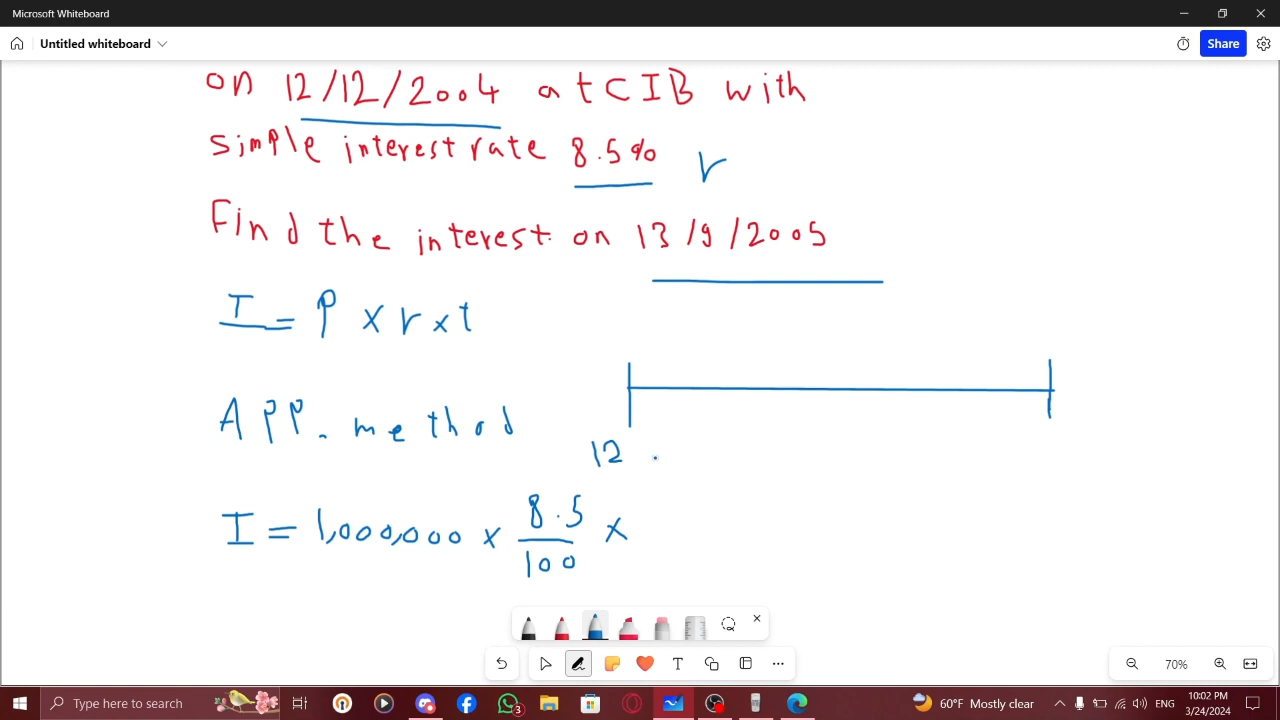 Microsoft Whiteboard
Untitled whiteboard
Share
on 12/12/2004 at CIB with
simple interest rate 8.5% r
Find the interest on 13/9/2005
I = P × r × t
APP. method
12 .
I = 1,000,000 × 8.5/100 ×
70%
Type here to search
3
60°F Mostly clear
ENG
10:02 PM
3/24/2024